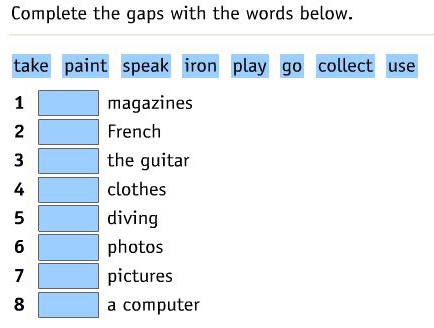 Complete the gaps with the words below.
take paint speak iron play go collect use
1 magazines
2 French
3 the guitar
4 clothes
5 diving
6 photos
7 pictures
8 a computer